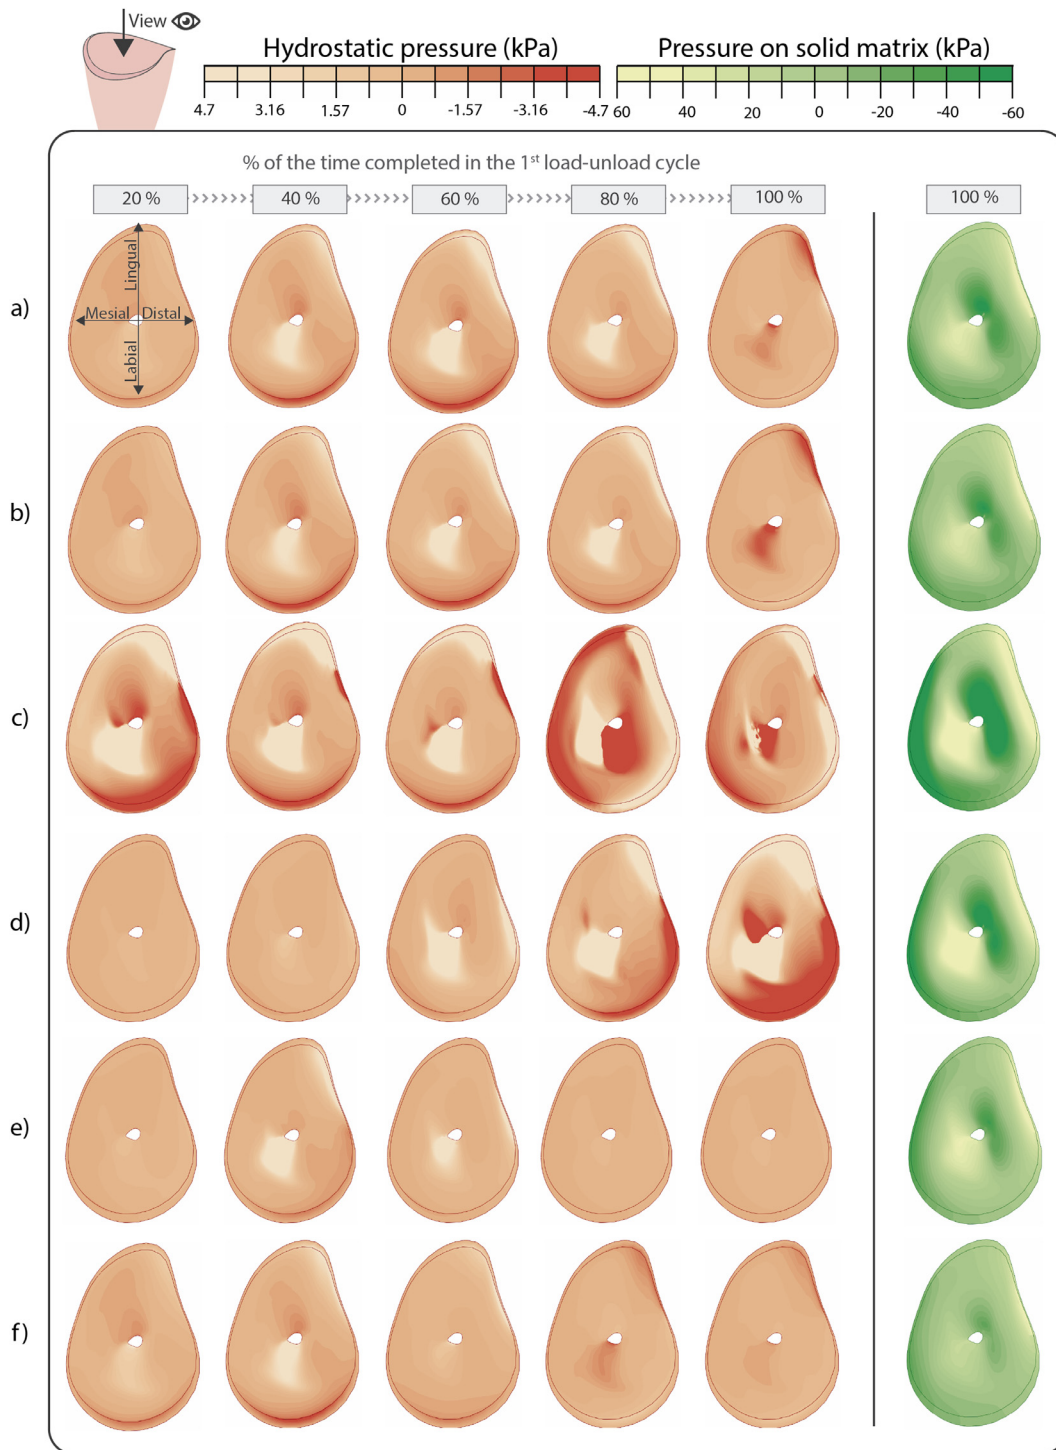 View
Hydrostatic pressure (kPa)
Pressure on solid matrix (kPa)
4.7 3.16 1.57 0 -1.57 -3.16 -4.7
60 40 20 0 -20 -40 -60
% of the time completed in the 1st load-unload cycle
20 % 40 % 60 % 80 % 100 % 100 %
a)
Lingual
Mesial Distal
Labial
b)
c)
d)
e)
f)